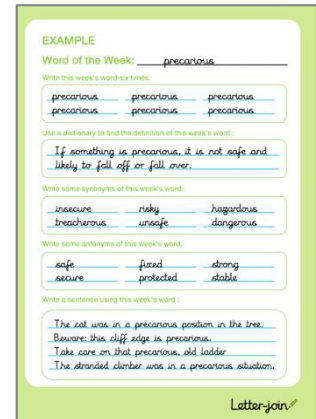 EXAMPLE
Word of the Week: precarious
Write this week's word six times:
precarious precarious precarious
precarious precarious precarious
Use a dictionary to find the definition of this week's word :
If something is precarious, it is not safe and
likely to fall off or fall over.
Write some synonyms of this week's word:
insecure risky hazardous
treacherous unsafe dangerous
Write some antonyms of this week's word:
safe fixed strong
secure protected stable
Write a sentence using this week's word :
The cat was in a precarious position in the tree.
Beware: this cliff edge is precarious.
Take care on that precarious, old ladder
The stranded climber was in a precarious situation.
Letter-join